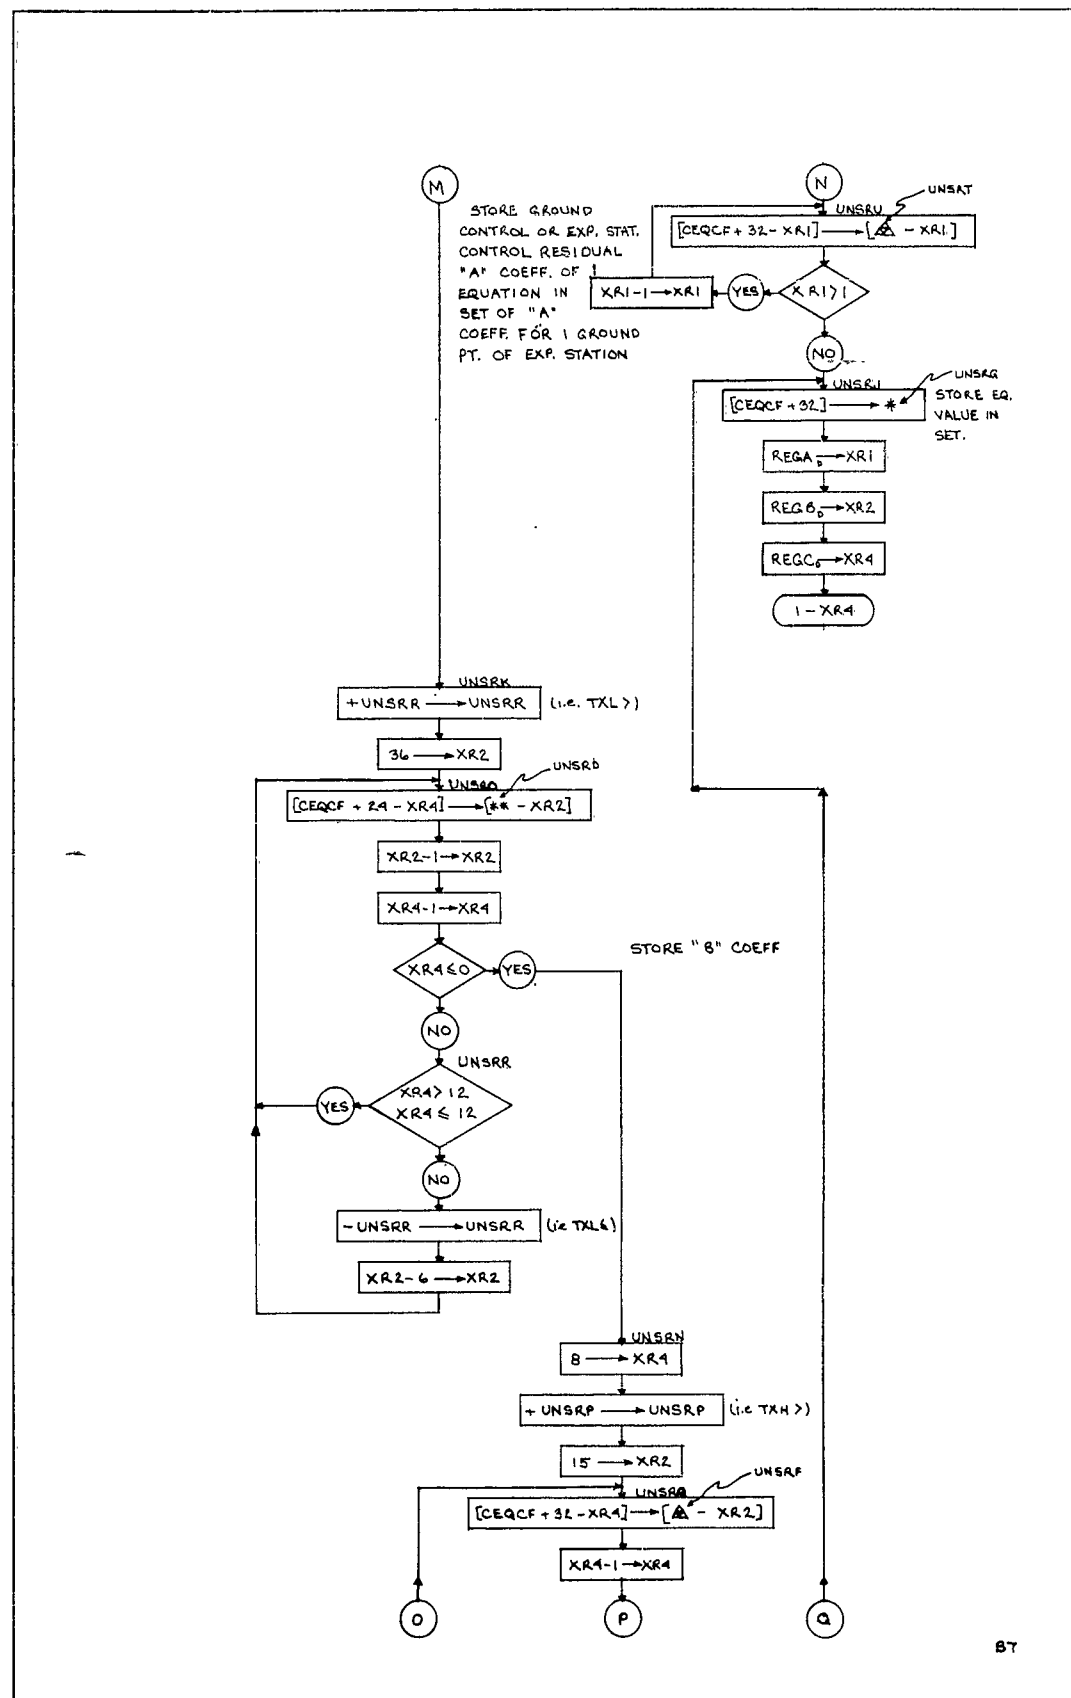 M
STORE GROUND
CONTROL OR EXP. STAT.
CONTROL RESIDUAL
"A" COEFF. OF 1
EQUATION IN
SET OF "A"
COEFF. FOR 1 GROUND
PT. OF EXP. STATION
N
UNSAT
UNSRU
[CEQCF + 32 - XR1] → [ - XR1]
XR1 > 1
YES
XR1-1 → XR1
NO
UNSRJ
UNSRG
[CEQCF + 32] → *
STORE EQ.
VALUE IN
SET.
REGA D → XR1
REGB D → XR2
REGC D → XR4
1 - XR4
UNSRK
+UNSRR → UNSRR (i.e. TXL >)
36 → XR2
UNSRD
UNSRO
[CEQCF + 24 - XR4] → [** - XR2]
XR2-1 → XR2
XR4-1 → XR4
STORE "B" COEFF
XR4 ≤ 0
YES
NO
UNSRR
XR4 > 12
XR4 ≤ 12
YES
NO
-UNSRR → UNSRR (i.e TXL ≤)
XR2-6 → XR2
UNSRN
8 → XR4
+ UNSRP → UNSRP (i.e TXH >)
15 → XR2
UNSRF
UNSRQ
[CEQCF + 32 - XR4] → [ - XR2]
XR4-1 → XR4
O
P
Q
B7